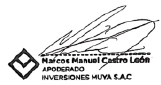 Marcos Manuel Castro León
APODERADO
INVERSIONES MUYA S.A.C